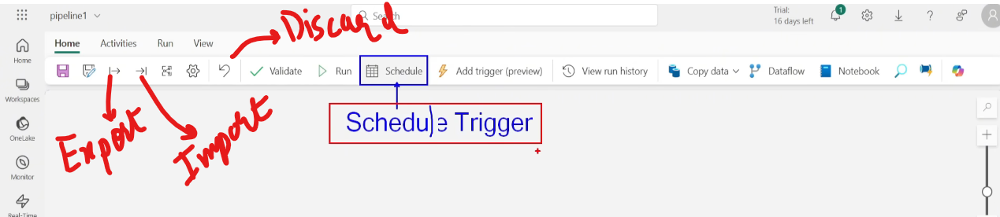 pipeline1
Search
Trial:
16 days left
1
Discard
Home Activities Run View
Home
Validate Run Schedule Add trigger (preview) View run history Copy data Dataflow Notebook
Workspaces
Export
Import
Schedule Trigger
OneLake
Monitor
Real-Time